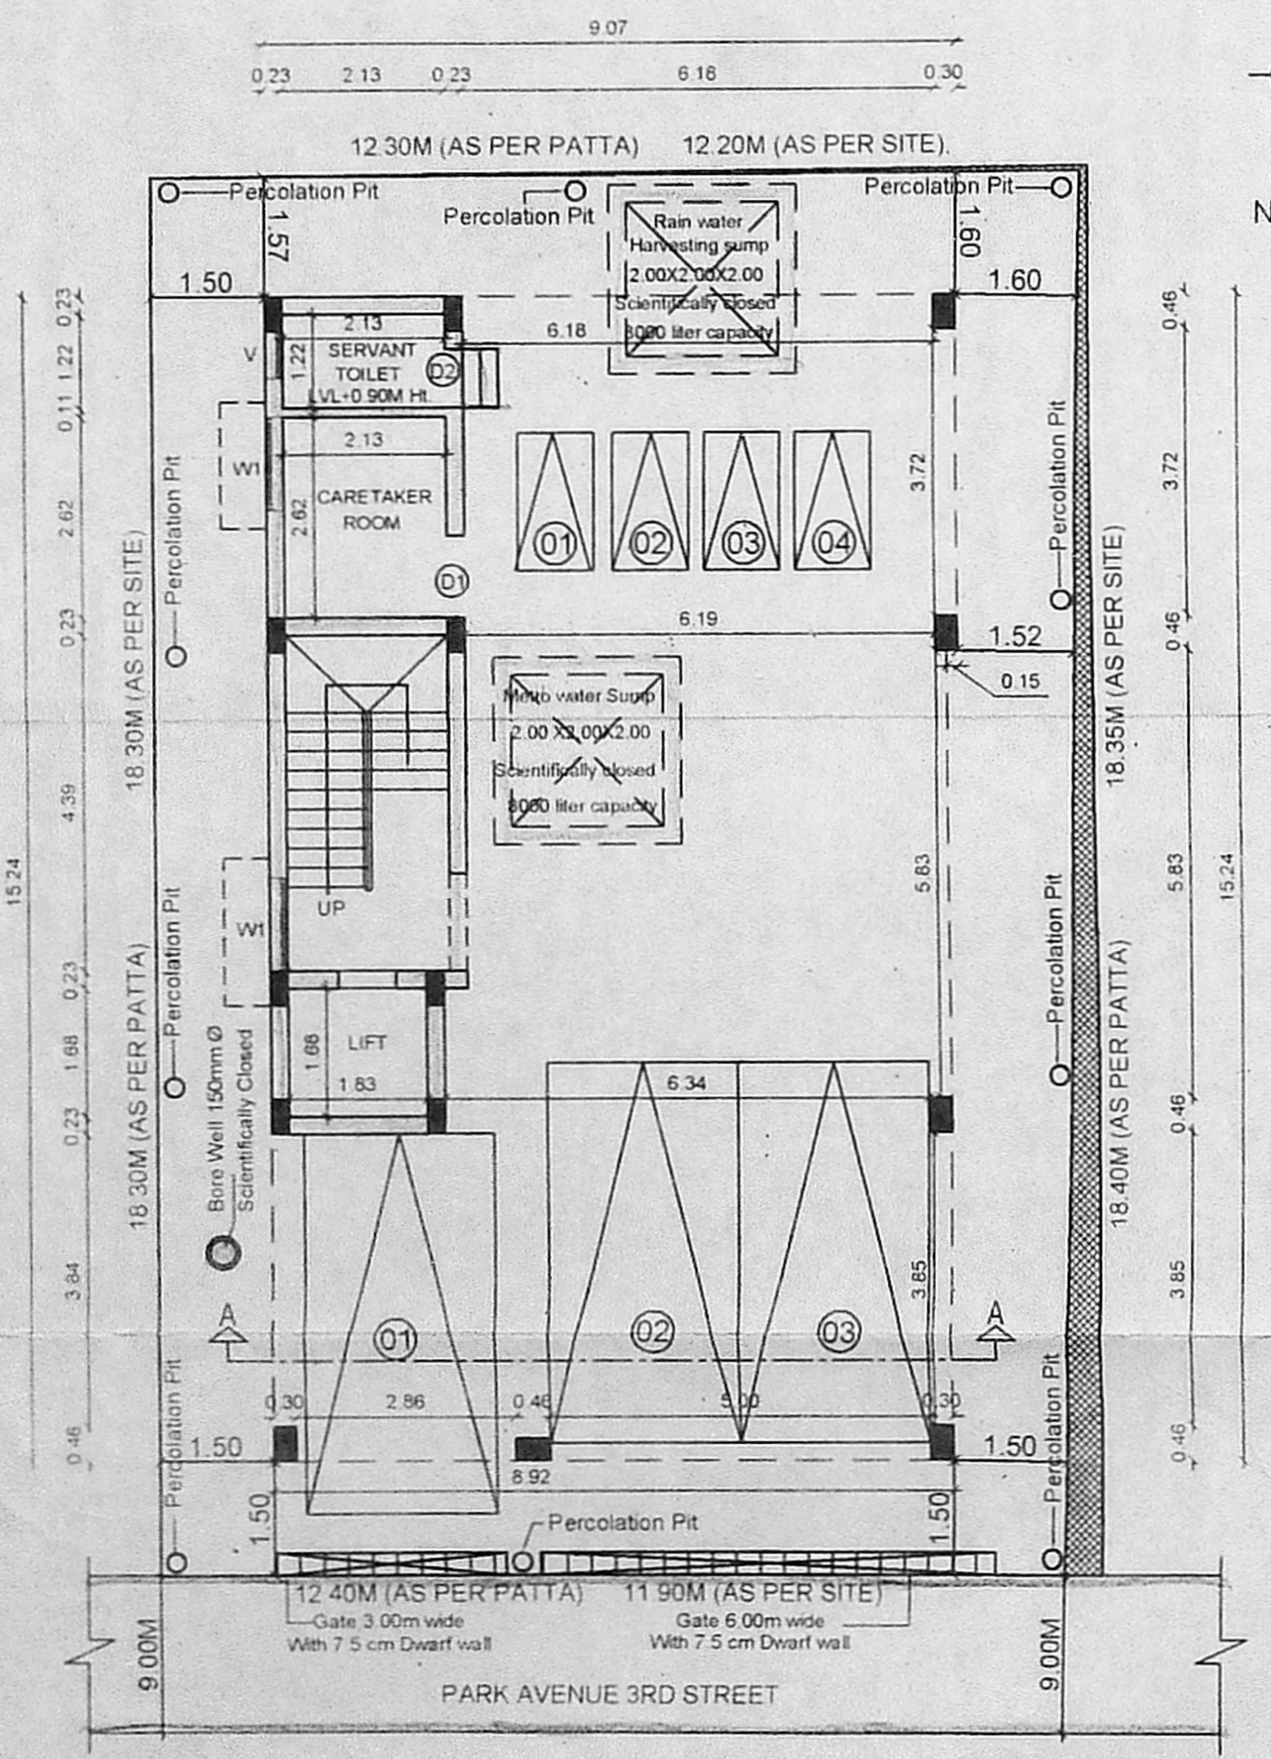 9.07
0.23 2.13 0.23 6.18 0.30
12.30M (AS PER PATTA) 12.20M (AS PER SITE).
Percolation Pit
Percolation Pit
Percolation Pit
N
1.57
1.60
1.50
1.60
Rain water
Harvesting sump
2.00X2.00X2.00
Scientifically closed
8000 liter capacity
6.18
2.13
1.22
SERVANT
TOILET
LVL+0.90M Ht.
D2
V
W1
2.13
2.62
CARETAKER
ROOM
D1
01 02 03 04
3.72
6.19
1.52
0.15
Metro water Sump
2.00 X2.00X2.00
Scientifically closed
8000 liter capacity
5.83
UP
W1
LIFT
1.68
1.83
6.34
3.85
01 02 03
A
A
0.30 2.86 0.46 5.00 0.30
1.50
1.50
8.92
1.50
1.50
Percolation Pit
15.24
0.23
1.22
0.11
2.62
0.23
4.39
0.23
1.68
0.23
3.84
0.46
18.30M (AS PER SITE)
18.30M (AS PER PATTA)
Percolation Pit
Percolation Pit
Percolation Pit
Bore Well 150mm Ø
Scientifically Closed
Percolation Pit
Percolation Pit
Percolation Pit
18.35M (AS PER SITE)
18.40M (AS PER PATTA)
0.46
3.72
0.46
5.83
0.46
3.85
0.46
15.24
12.40M (AS PER PATTA) 11.90M (AS PER SITE)
Gate 3.00m wide
With 7.5 cm Dwarf wall
Gate 6.00m wide
With 7.5 cm Dwarf wall
9.00M
9.00M
PARK AVENUE 3RD STREET